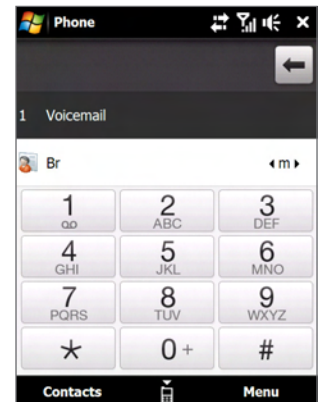 Phone
1 Voicemail
Br m
1 2 3
ABC DEF
4 5 6
GHI JKL MNO
7 8 9
PQRS TUV WXYZ
* 0 + #
Contacts Menu